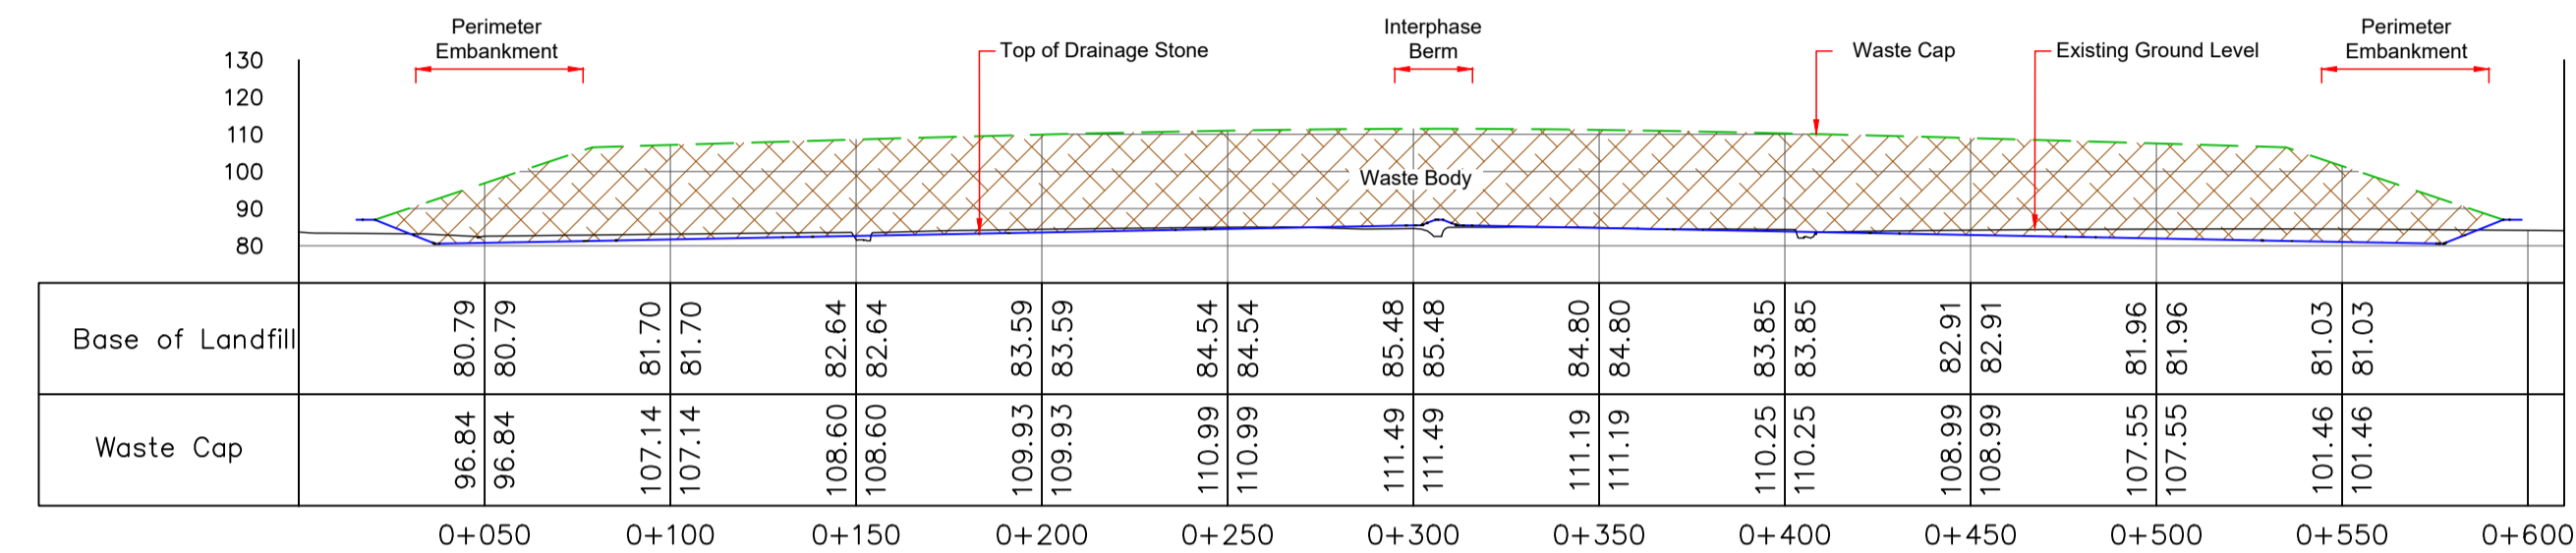 Perimeter
Embankment
Interphase
Berm
Perimeter
Embankment
Top of Drainage Stone
Waste Cap
Existing Ground Level
130
120
110
100
90
80
Waste Body
Base of Landfill
80.79 80.79 81.70 81.70 82.64 82.64 83.59 83.59 84.54 84.54 85.48 85.48 84.80 84.80 83.85 83.85 82.91 82.91 81.96 81.96 81.03 81.03
Waste Cap
96.84 96.84 107.14 107.14 108.60 108.60 109.93 109.93 110.99 110.99 111.49 111.49 111.19 111.19 110.25 110.25 108.99 108.99 107.55 107.55 101.46 101.46
0+050 0+100 0+150 0+200 0+250 0+300 0+350 0+400 0+450 0+500 0+550 0+600